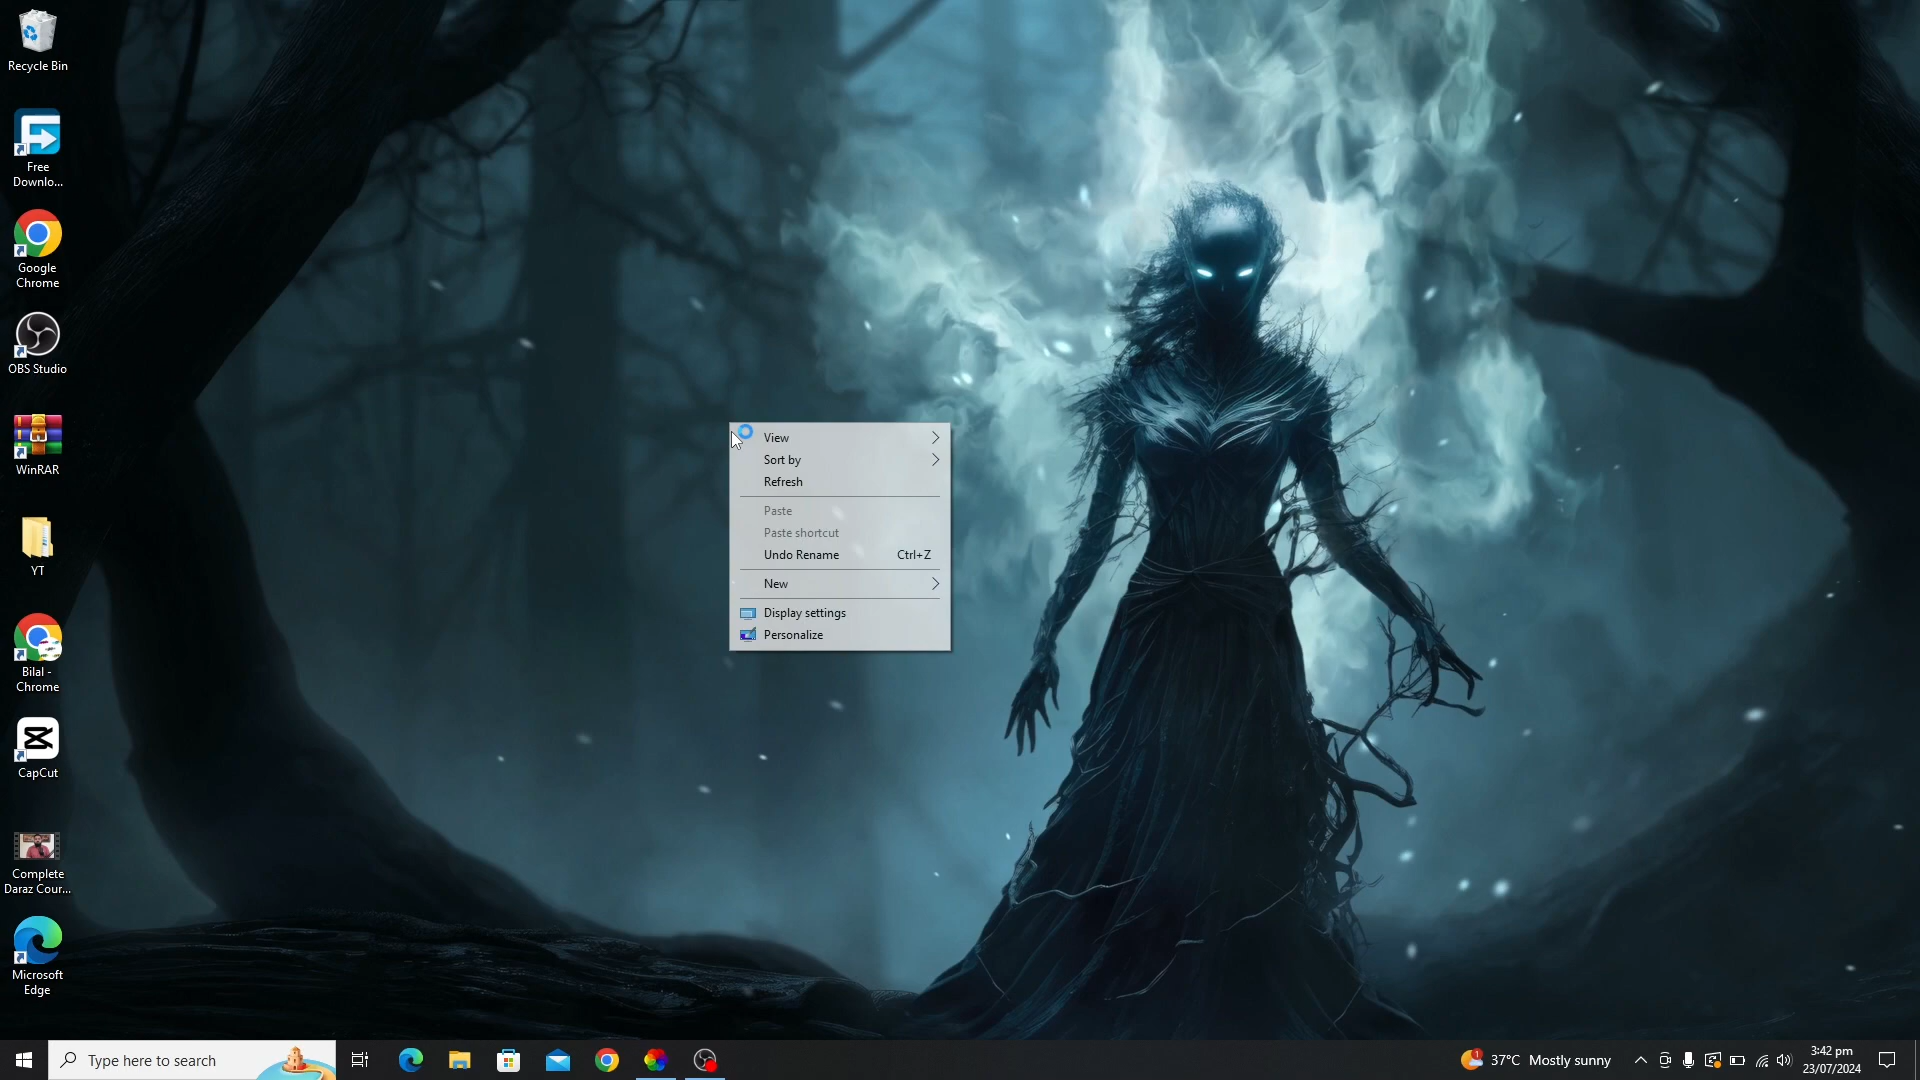 Recycle Bin
Free
Downlo...
Google
Chrome
OBS Studio
WinRAR
YT
Bilal -
Chrome
CapCut
Complete
Daraz Cour...
Microsoft
Edge
View
Sort by
Refresh
Paste
Paste shortcut
Undo Rename Ctrl+Z
New
Display settings
Personalize
Type here to search
1
37°C Mostly sunny
3:42 pm
23/07/2024